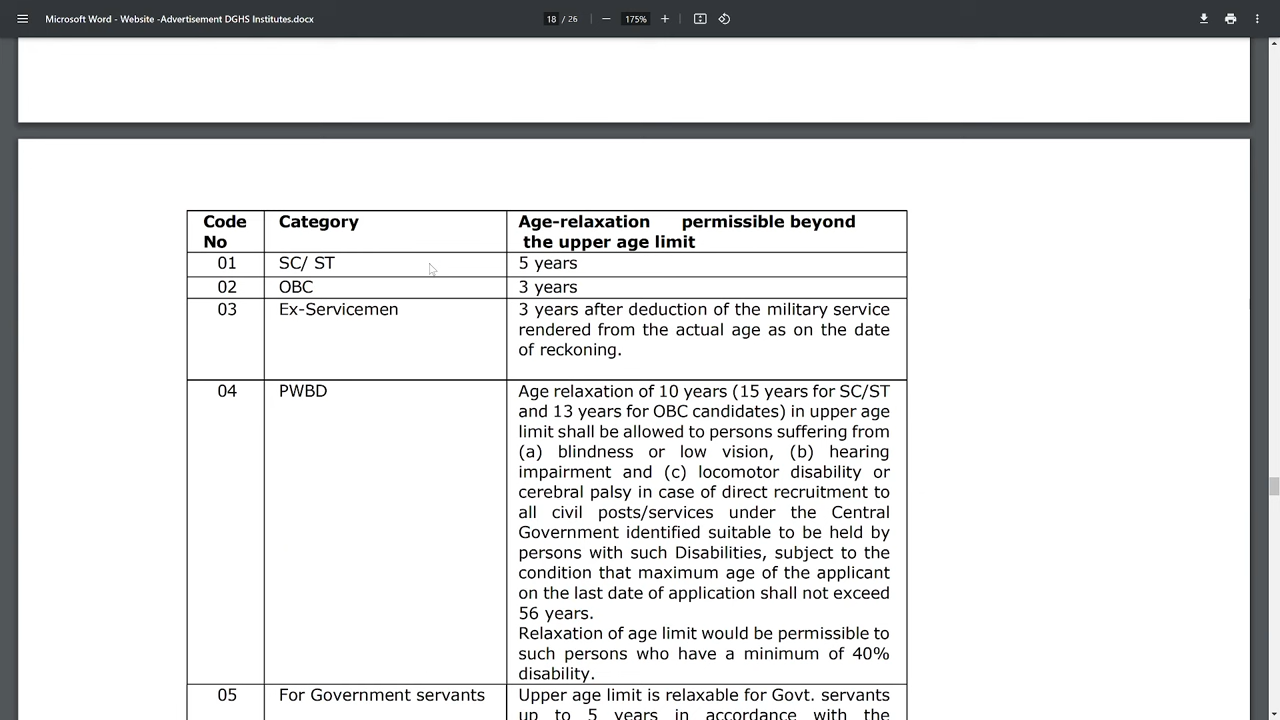 Microsoft Word - Website -Advertisement DGHS Institutes.docx
18 / 26
175%
Code No
Category
Age-relaxation permissible beyond
the upper age limit
01 SC/ ST 5 years
02 OBC 3 years
03 Ex-Servicemen 3 years after deduction of the military service
rendered from the actual age as on the date
of reckoning.
04 PWBD Age relaxation of 10 years (15 years for SC/ST
and 13 years for OBC candidates) in upper age
limit shall be allowed to persons suffering from
(a) blindness or low vision, (b) hearing
impairment and (c) locomotor disability or
cerebral palsy in case of direct recruitment to
all civil posts/services under the Central
Government identified suitable to be held by
persons with such Disabilities, subject to the
condition that maximum age of the applicant
on the last date of application shall not exceed
56 years.
Relaxation of age limit would be permissible to
such persons who have a minimum of 40%
disability.
05 For Government servants Upper age limit is relaxable for Govt. servants
up to 5 years in accordance with the